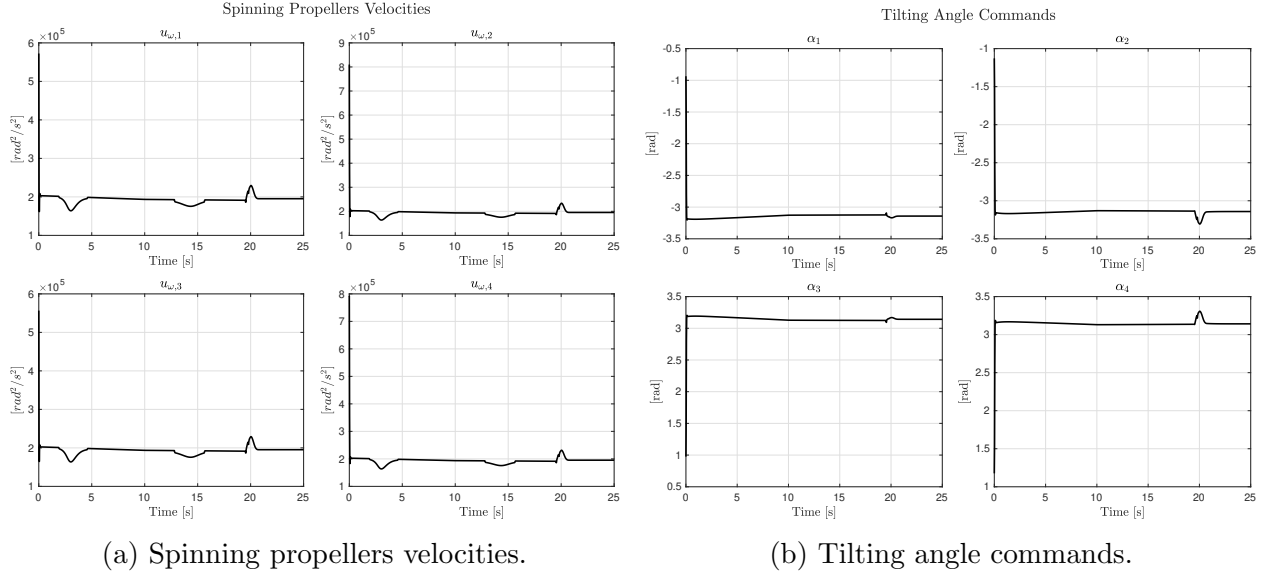 Spinning Propellers Velocities
×10⁵
u_{ω,1}
6
5
4
3
2
1
[rad²/s²]
0 5 10 15 20 25
Time [s]
×10⁵
u_{ω,2}
9
8
7
6
5
4
3
2
1
[rad²/s²]
0 5 10 15 20 25
Time [s]
×10⁵
u_{ω,3}
6
5
4
3
2
1
[rad²/s²]
0 5 10 15 20 25
Time [s]
×10⁵
u_{ω,4}
8
7
6
5
4
3
2
1
[rad²/s²]
0 5 10 15 20 25
Time [s]
(a) Spinning propellers velocities.
Tilting Angle Commands
α₁
-0.5
-1
-1.5
-2
-2.5
-3
-3.5
[rad]
0 5 10 15 20 25
Time [s]
α₂
-1
-1.5
-2
-2.5
-3
-3.5
[rad]
0 5 10 15 20 25
Time [s]
α₃
3.5
3
2.5
2
1.5
1
0.5
[rad]
0 5 10 15 20 25
Time [s]
α₄
3.5
3
2.5
2
1.5
1
[rad]
0 5 10 15 20 25
Time [s]
(b) Tilting angle commands.